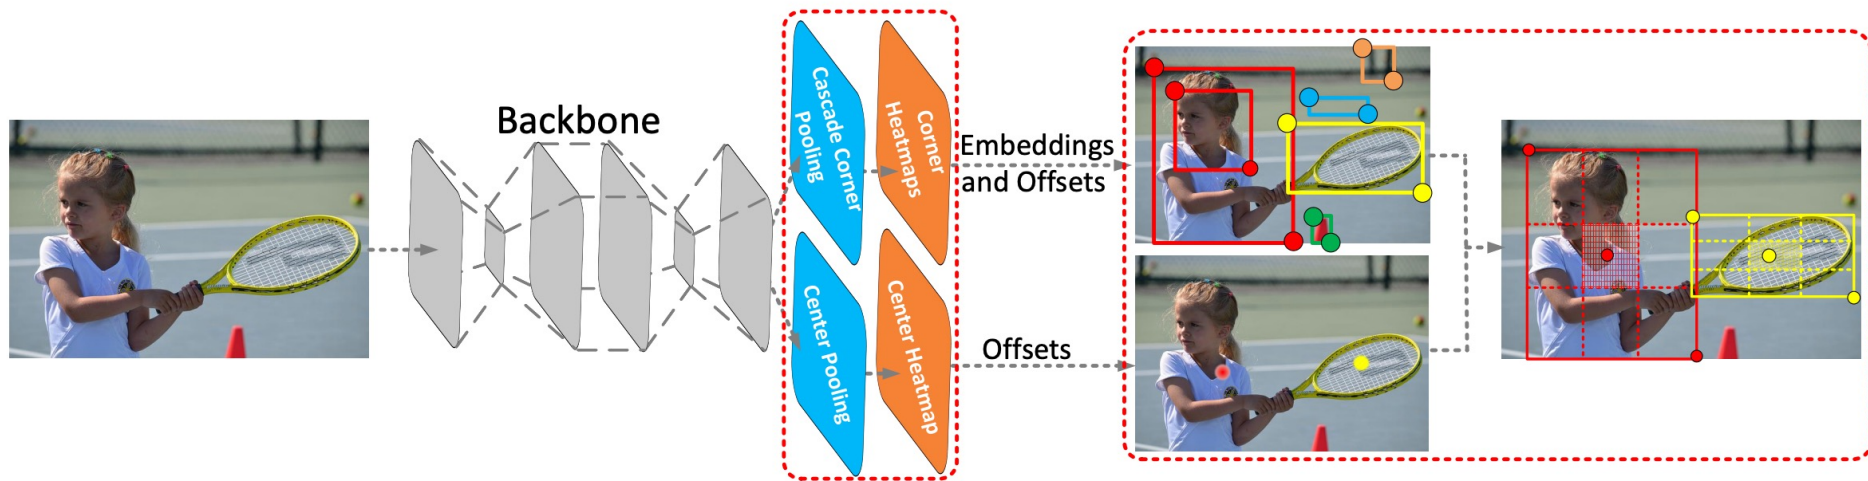 Backbone
Cascade Corner
Pooling
Corner
Heatmaps
Embeddings
and Offsets
Center Pooling
Center Heatmap
Offsets